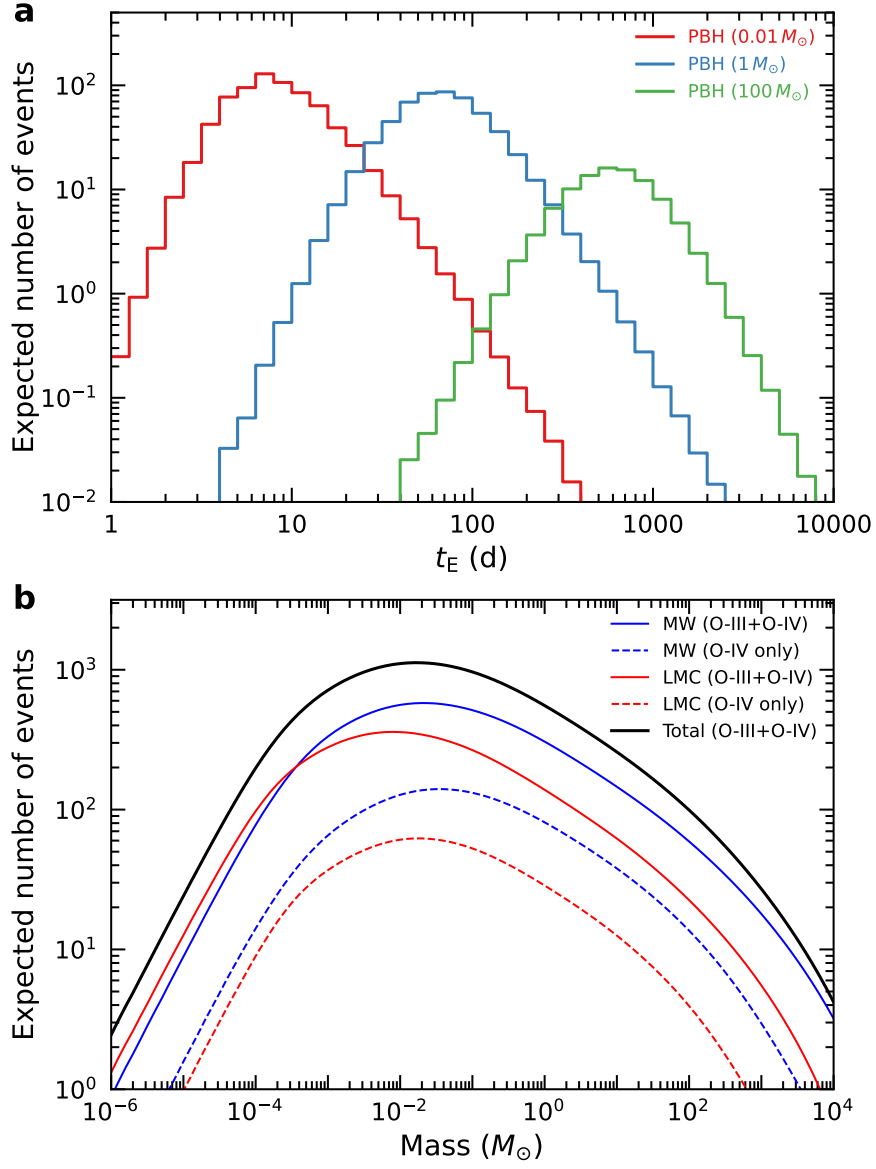 a
Expected number of events
10²
10¹
10⁰
10⁻¹
10⁻²
PBH (0.01 M⊙)
PBH (1 M⊙)
PBH (100 M⊙)
1 10 100 1000 10000
t_E (d)
b
Expected number of events
10³
10²
10¹
10⁰
MW (O-III+O-IV)
MW (O-IV only)
LMC (O-III+O-IV)
LMC (O-IV only)
Total (O-III+O-IV)
10⁻⁶ 10⁻⁴ 10⁻² 10⁰ 10² 10⁴
Mass (M⊙)